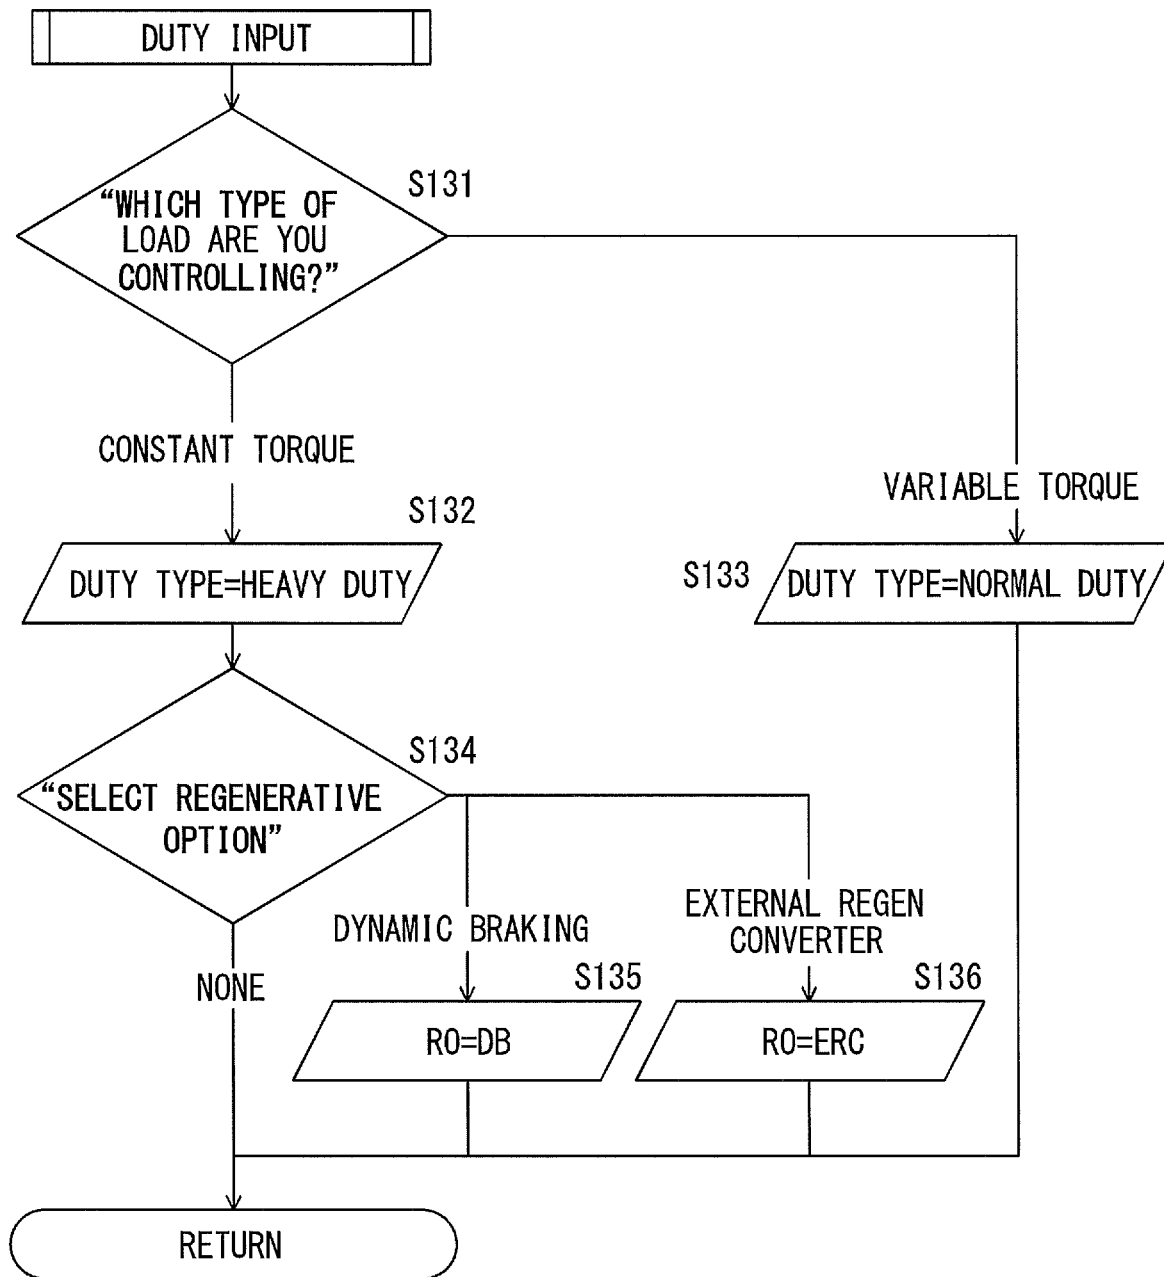 DUTY INPUT
S131
“WHICH TYPE OF
LOAD ARE YOU
CONTROLLING?”
CONSTANT TORQUE
VARIABLE TORQUE
S132
DUTY TYPE=HEAVY DUTY
S133
DUTY TYPE=NORMAL DUTY
S134
“SELECT REGENERATIVE
OPTION”
DYNAMIC BRAKING
EXTERNAL REGEN
CONVERTER
NONE
S135
S136
RO=DB
RO=ERC
RETURN